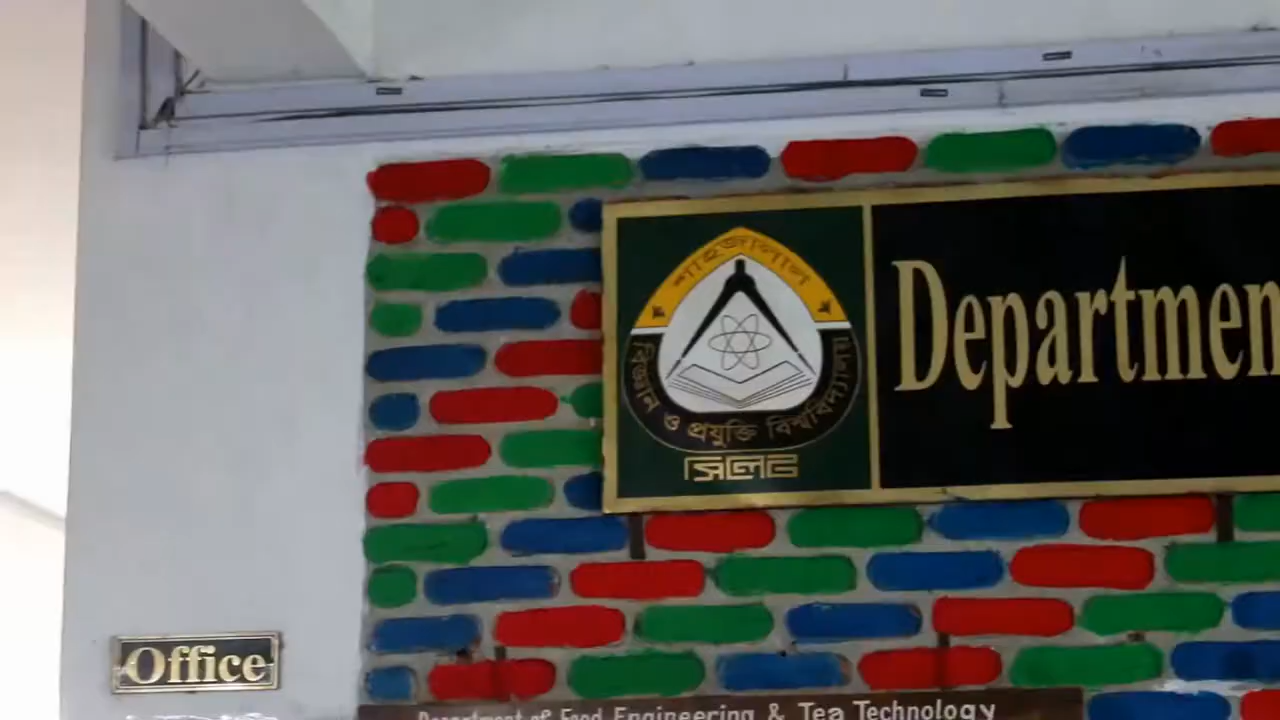 শাহজালাল
বিজ্ঞান ও প্রযুক্তি বিশ্ববিদ্যালয়
সিলেট
Departmen
Office
Department of Food Engineering & Tea Technology